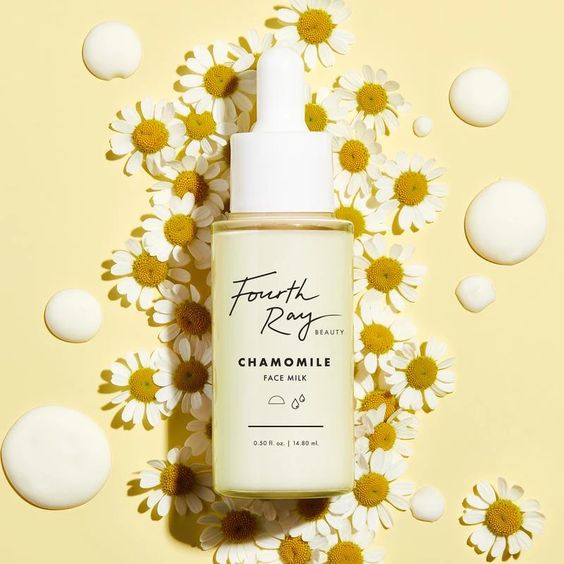 Fourth
Ray
BEAUTY
CHAMOMILE
FACE MILK
0.50 fl. oz. | 14.80 ml.